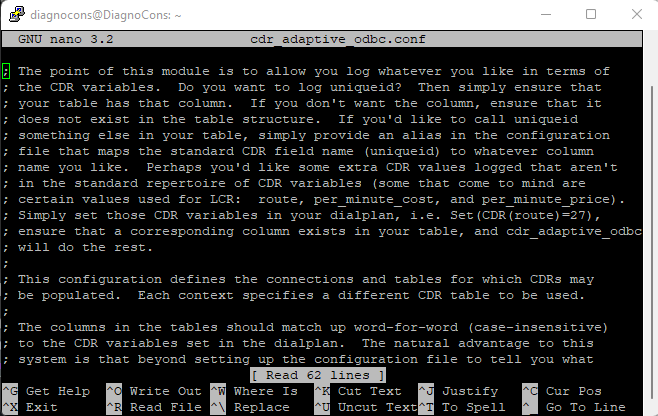 diagnocons@DiagnoCons: ~
GNU nano 3.2 cdr_adaptive_odbc.conf
; The point of this module is to allow you log whatever you like in terms of
; the CDR variables.  Do you want to log uniqueid?  Then simply ensure that
; your table has that column.  If you don't want the column, ensure that it
; does not exist in the table structure.  If you'd like to call uniqueid
; something else in your table, simply provide an alias in the configuration
; file that maps the standard CDR field name (uniqueid) to whatever column
; name you like.  Perhaps you'd like some extra CDR values logged that aren't
; in the standard repertoire of CDR variables (some that come to mind are
; certain values used for LCR:  route, per_minute_cost, and per_minute_price).
; Simply set those CDR variables in your dialplan, i.e. Set(CDR(route)=27),
; ensure that a corresponding column exists in your table, and cdr_adaptive_odbc
; will do the rest.
;
; This configuration defines the connections and tables for which CDRs may
; be populated.  Each context specifies a different CDR table to be used.
;
; The columns in the tables should match up word-for-word (case-insensitive)
; to the CDR variables set in the dialplan.  The natural advantage to this
; system is that beyond setting up the configuration file to tell you what
[ Read 62 lines ]
^G Get Help ^O Write Out ^W Where Is ^K Cut Text ^J Justify ^C Cur Pos
^X Exit ^R Read File ^\ Replace ^U Uncut Text ^T To Spell ^_ Go To Line